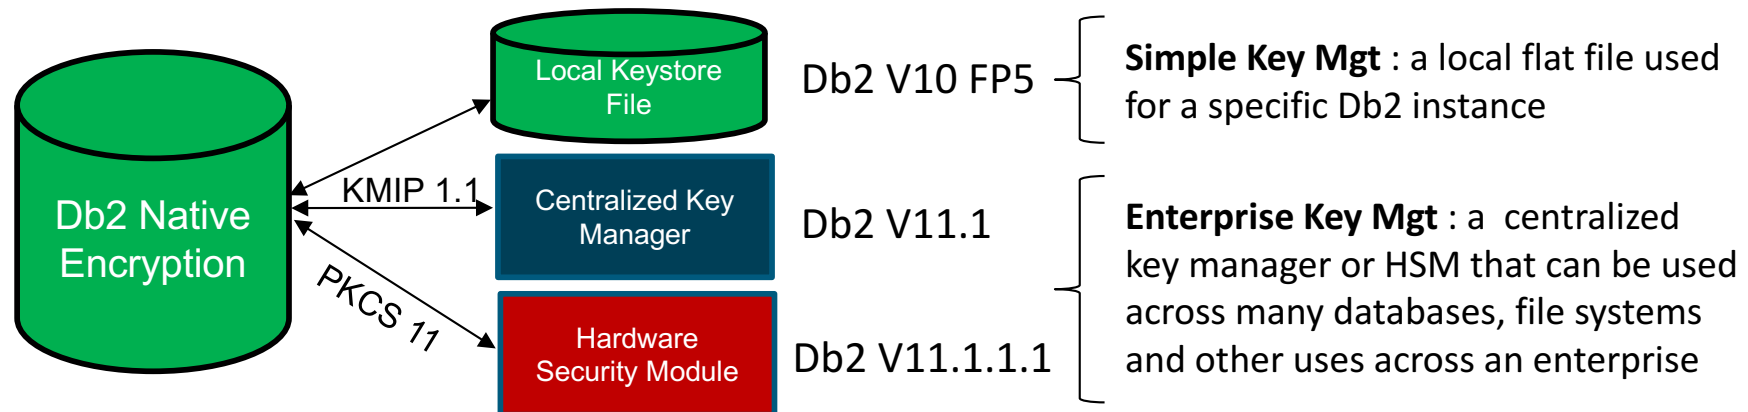 Db2 Native
Encryption
KMIP 1.1
PKCS 11
Local Keystore
File
Db2 V10 FP5
Simple Key Mgt : a local flat file used
for a specific Db2 instance
Centralized Key
Manager
Db2 V11.1
Hardware
Security Module
Db2 V11.1.1.1
Enterprise Key Mgt : a  centralized
key manager or HSM that can be used
across many databases, file systems
and other uses across an enterprise